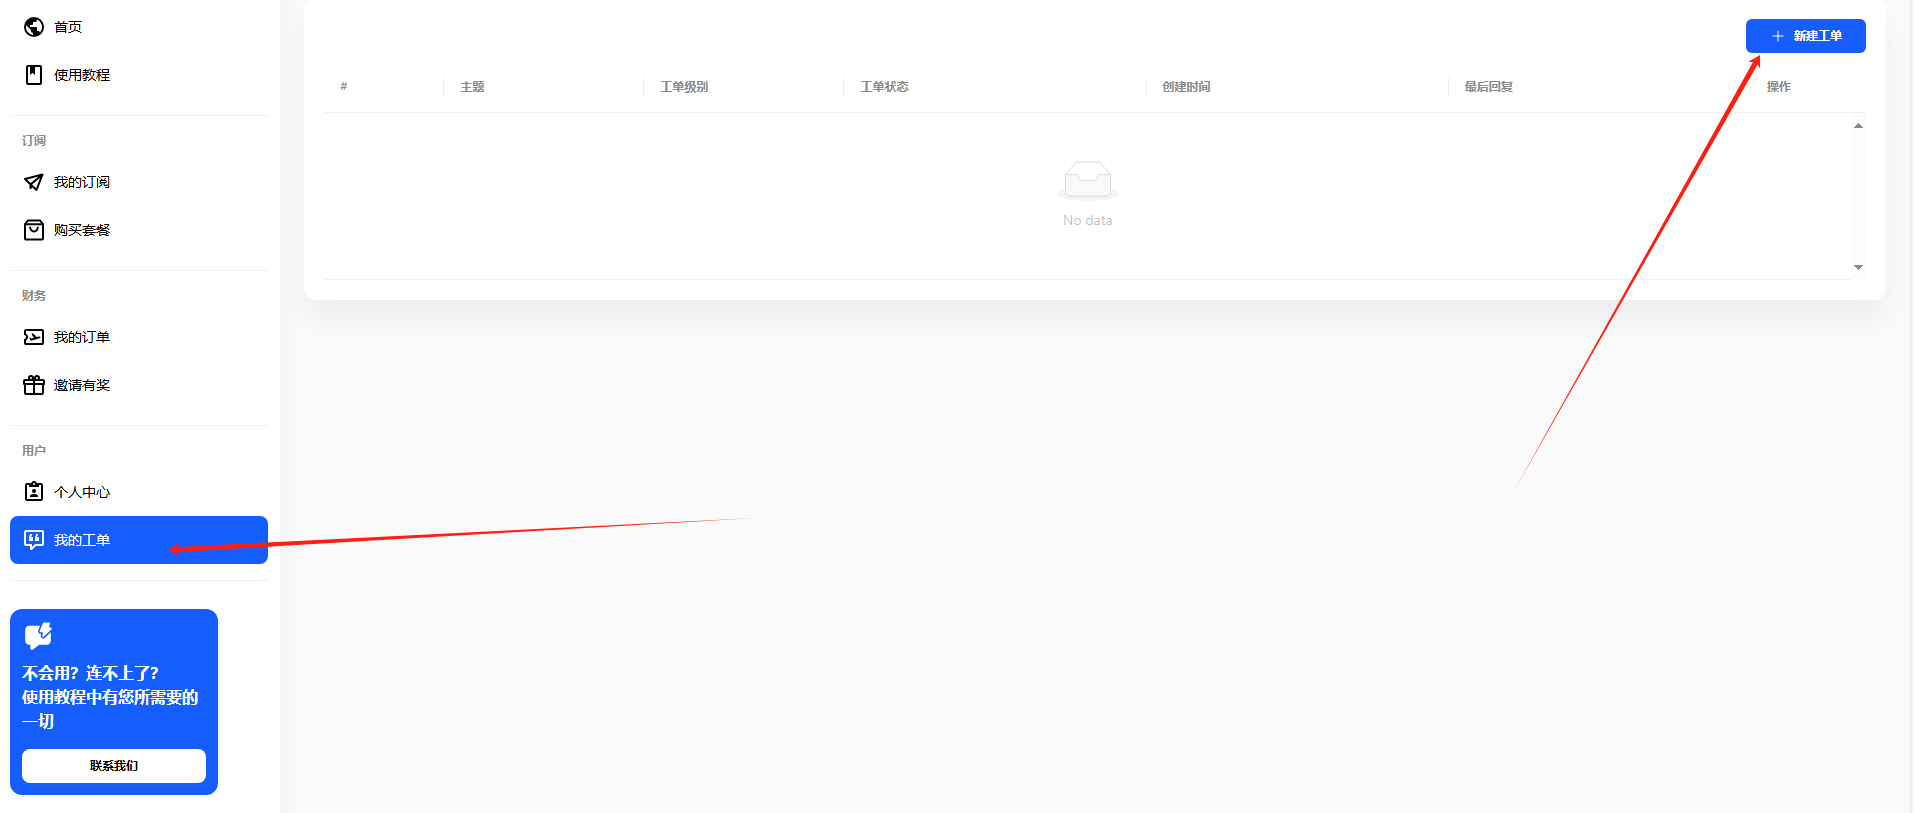 首页
使用教程
订阅
我的订阅
购买套餐
财务
我的订单
邀请有奖
用户
个人中心
我的工单
不会用？连不上了？
使用教程中有您所需要的
一切
联系我们
新建工单
# 主题 工单级别 工单状态 创建时间 最后回复 操作
No data